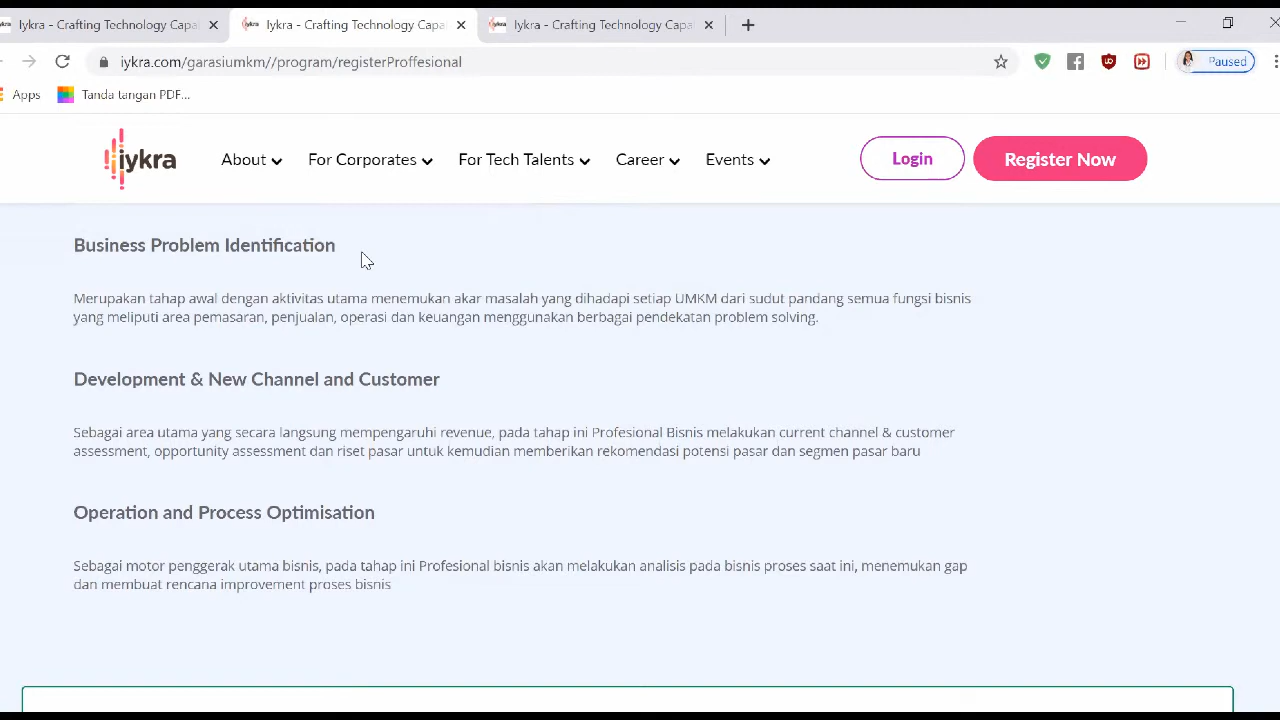 iykra - Crafting Technology Capa
iykra - Crafting Technology Capa
iykra - Crafting Technology Capa
iykra.com/garasiumkm//program/registerProffesional
Paused
Apps
Tanda tangan PDF...
iykra
About
For Corporates
For Tech Talents
Career
Events
Login
Register Now
Business Problem Identification
Merupakan tahap awal dengan aktivitas utama menemukan akar masalah yang dihadapi setiap UMKM dari sudut pandang semua fungsi bisnis
yang meliputi area pemasaran, penjualan, operasi dan keuangan menggunakan berbagai pendekatan problem solving.
Development & New Channel and Customer
Sebagai area utama yang secara langsung mempengaruhi revenue, pada tahap ini Profesional Bisnis melakukan current channel & customer
assessment, opportunity assessment dan riset pasar untuk kemudian memberikan rekomendasi potensi pasar dan segmen pasar baru
Operation and Process Optimisation
Sebagai motor penggerak utama bisnis, pada tahap ini Profesional bisnis akan melakukan analisis pada bisnis proses saat ini, menemukan gap
dan membuat rencana improvement proses bisnis